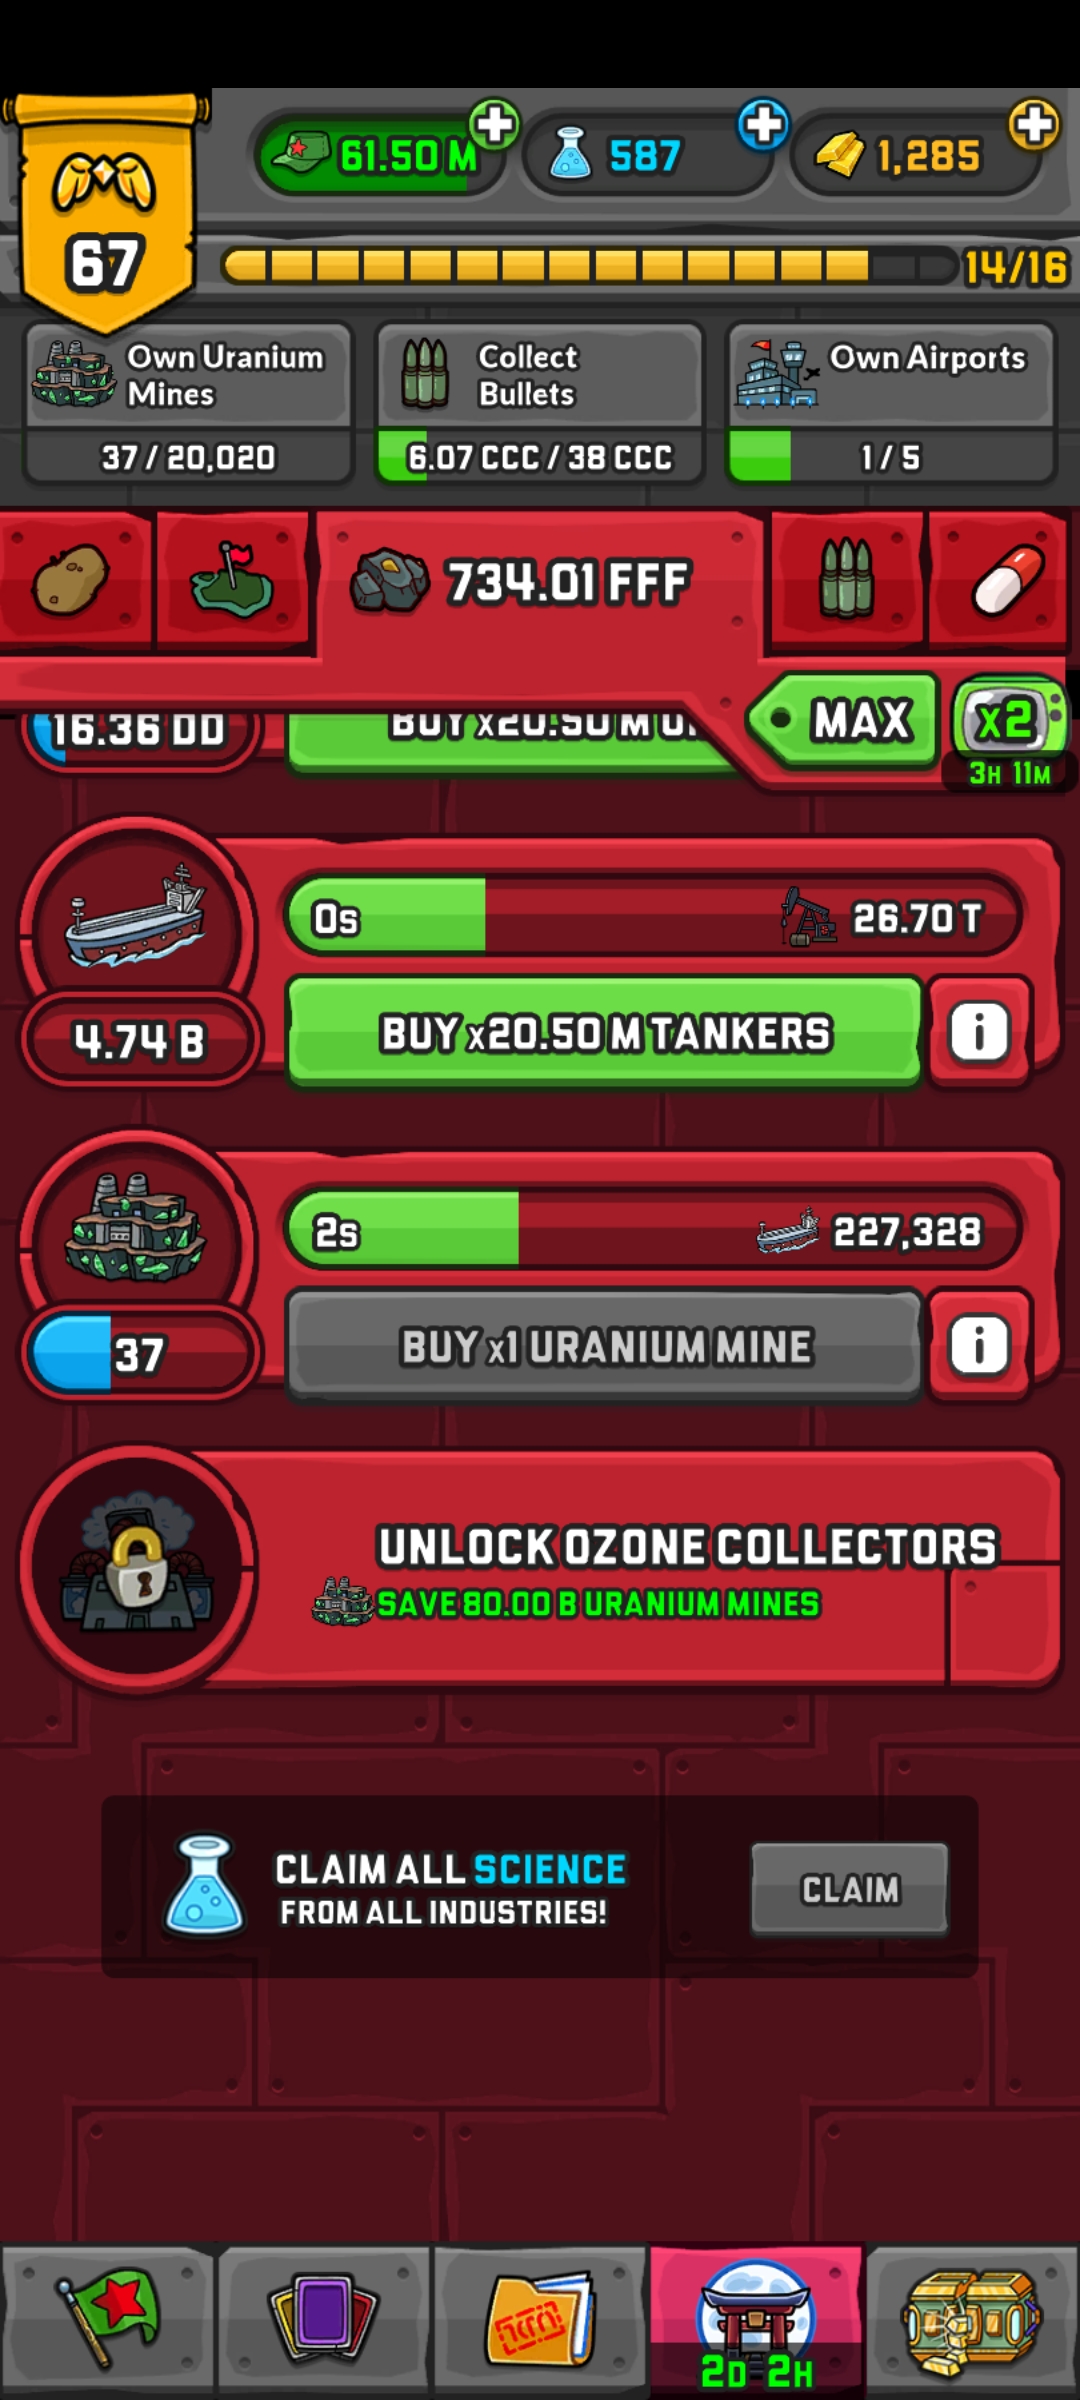 61.50 M
587
1,285
67
14/16
Own Uranium
Mines
37 / 20,020
Collect
Bullets
6.07 CCC / 38 CCC
Own Airports
1 / 5
734.01 FFF
MAX
x2
3H 11M
16.36 DD
BUY x20.50 M
0s
26.70 T
4.74 B
BUY x20.50 M TANKERS
i
2s
227,328
37
BUY x1 URANIUM MINE
i
UNLOCK OZONE COLLECTORS
SAVE 80.00 B URANIUM MINES
CLAIM ALL SCIENCE
FROM ALL INDUSTRIES!
CLAIM
2D 2H